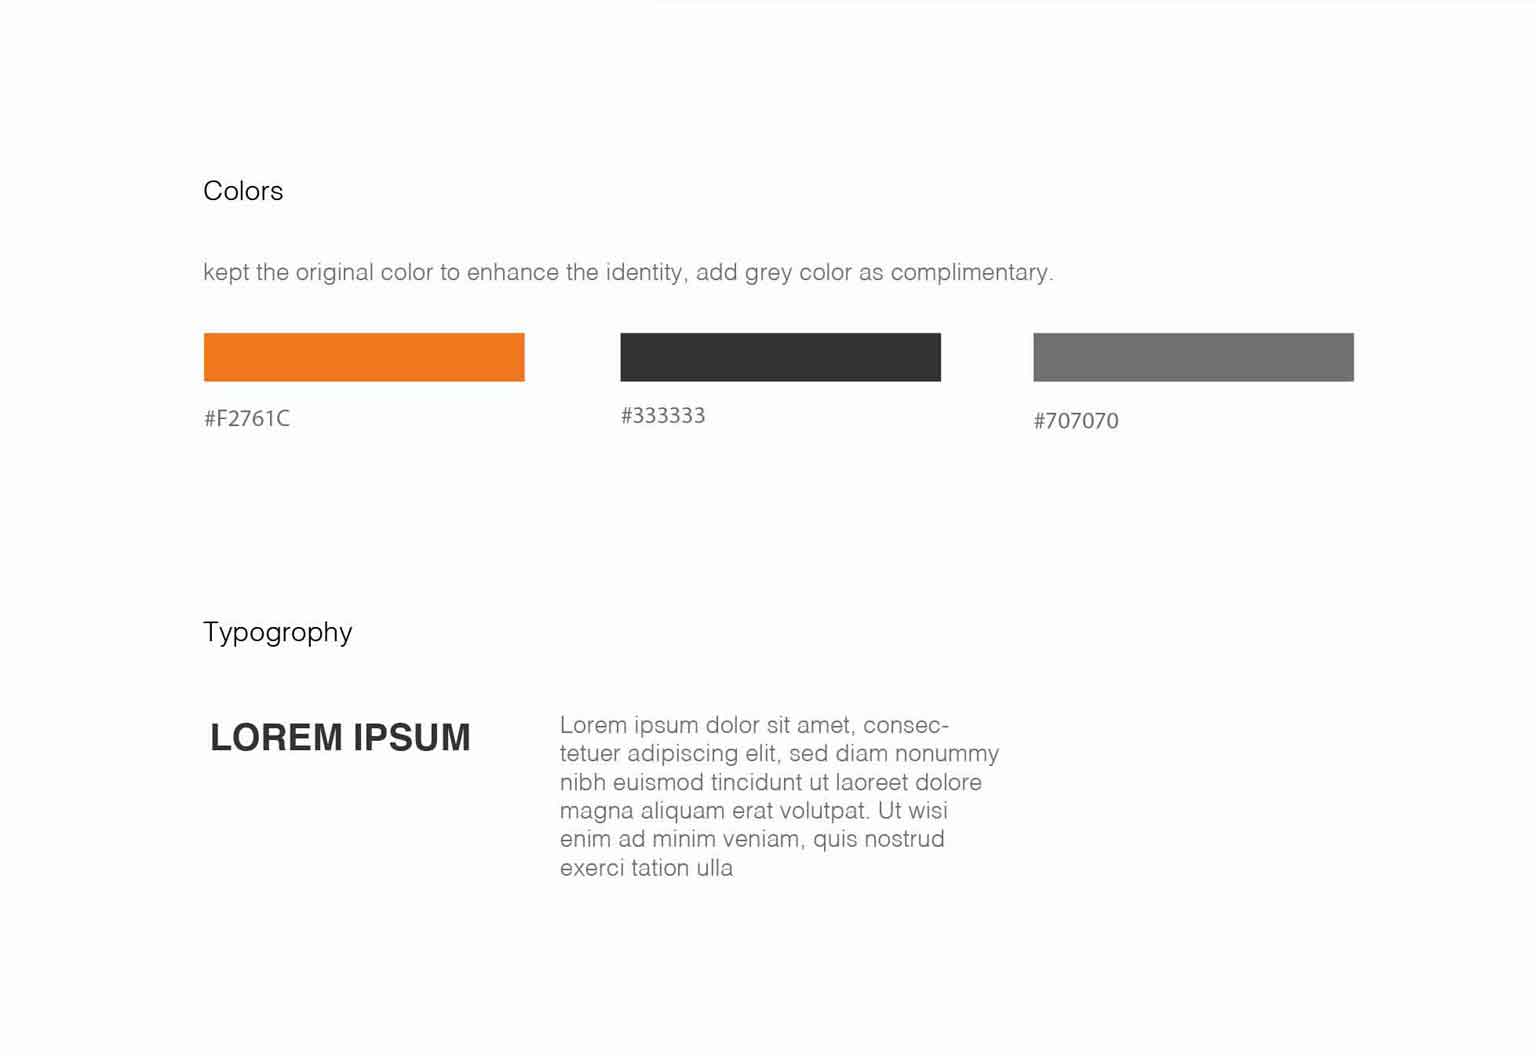 Colors
kept the original color to enhance the identity, add grey color as complimentary.
#F2761C
#333333
#707070
Typogrophy
LOREM IPSUM
Lorem ipsum dolor sit amet, consec-
tetuer adipiscing elit, sed diam nonummy
nibh euismod tincidunt ut laoreet dolore
magna aliquam erat volutpat. Ut wisi
enim ad minim veniam, quis nostrud
exerci tation ulla